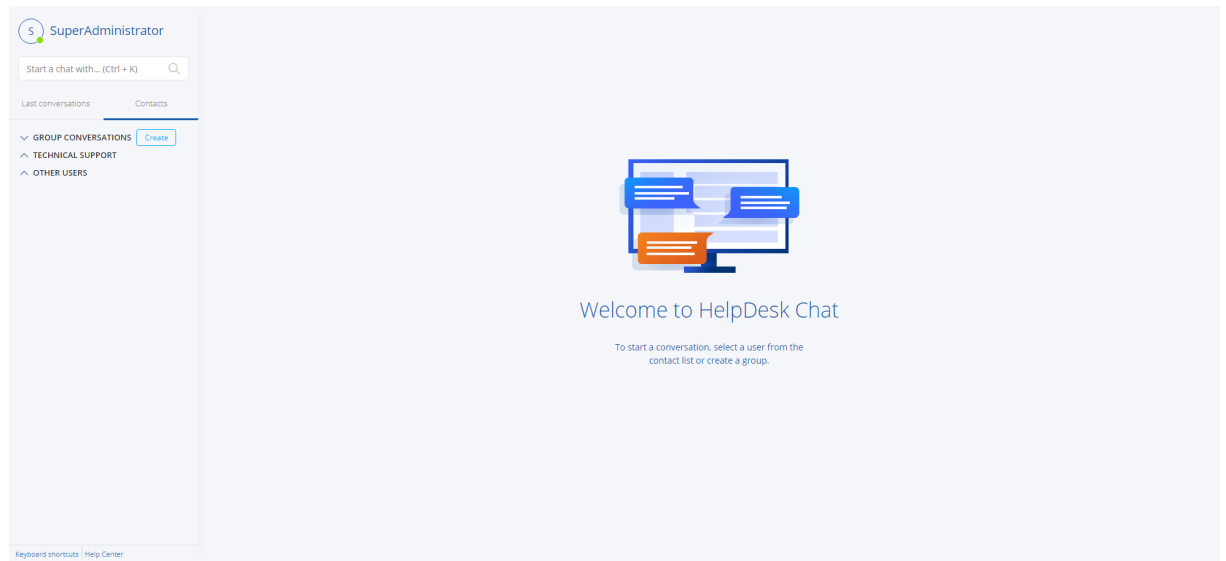 S SuperAdministrator
Start a chat with... (Ctrl + K)
Last conversations Contacts
GROUP CONVERSATIONS Create
TECHNICAL SUPPORT
OTHER USERS
Welcome to HelpDesk Chat
To start a conversation, select a user from the
contact list or create a group.
Keyboard shortcuts Help Center